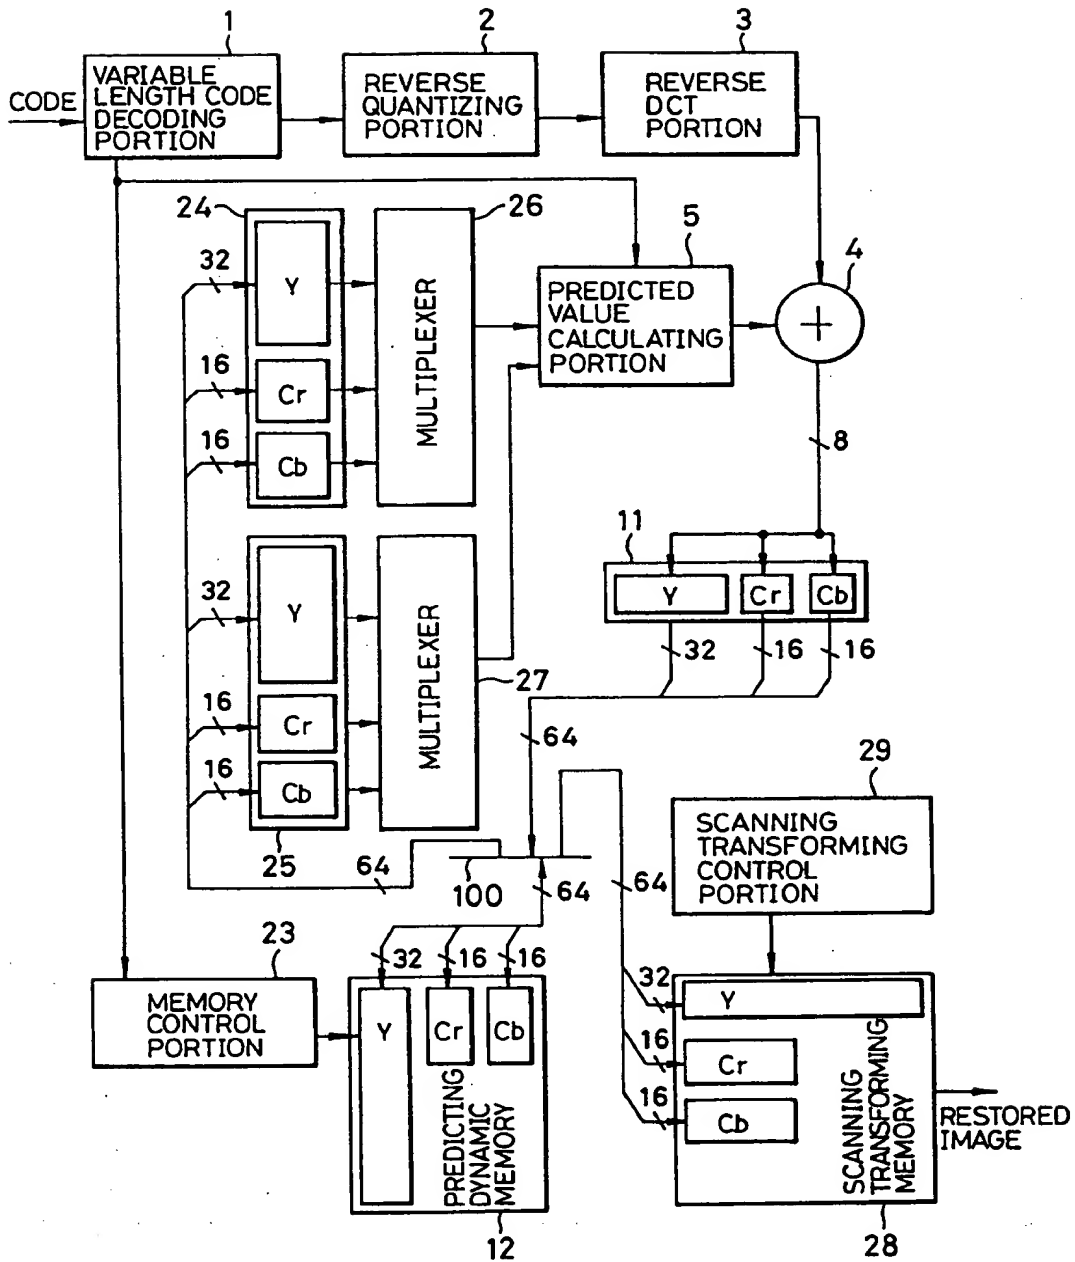 1
2
3
CODE
VARIABLE
LENGTH CODE
DECODING
PORTION
REVERSE
QUANTIZING
PORTION
REVERSE
DCT
PORTION
24
26
5
4
32
Y
16
Cr
16
Cb
MULTIPLEXER
PREDICTED
VALUE
CALCULATING
PORTION
+
8
11
Y
Cr
Cb
32
16
16
32
Y
16
Cr
16
Cb
MULTIPLEXER
27
25
64
64
100
64
64
29
SCANNING
TRANSFORMING
CONTROL
PORTION
23
MEMORY
CONTROL
PORTION
32
16
16
Y
Cr
Cb
PREDICTING
DYNAMIC
MEMORY
12
32
Y
16
Cr
16
Cb
SCANNING
TRANSFORMING
MEMORY
28
RESTORED
IMAGE